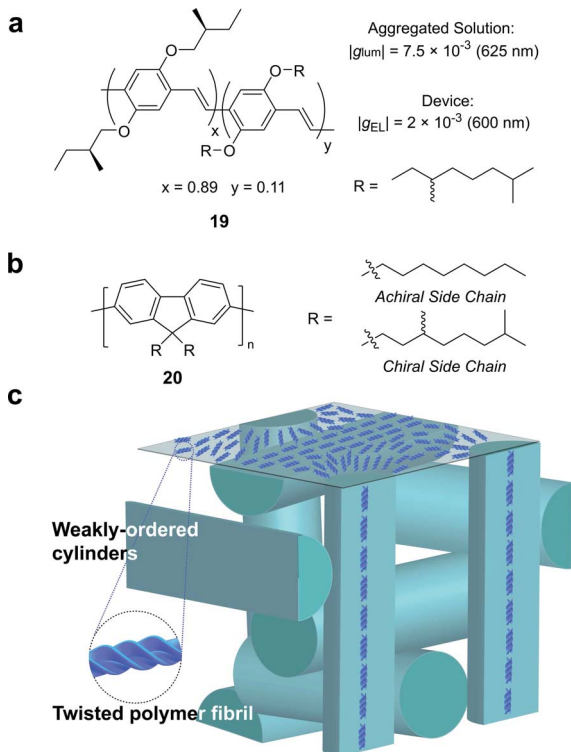 a
Aggregated Solution:
|glum| = 7.5 × 10⁻³ (625 nm)
Device:
|gEL| = 2 × 10⁻³ (600 nm)
O
O
O-R
R-O
x
y
x = 0.89 y = 0.11
R =
19
b
R R
n
20
R =
Achiral Side Chain
Chiral Side Chain
c
Weakly-ordered
cylinders
Twisted polymer fibril